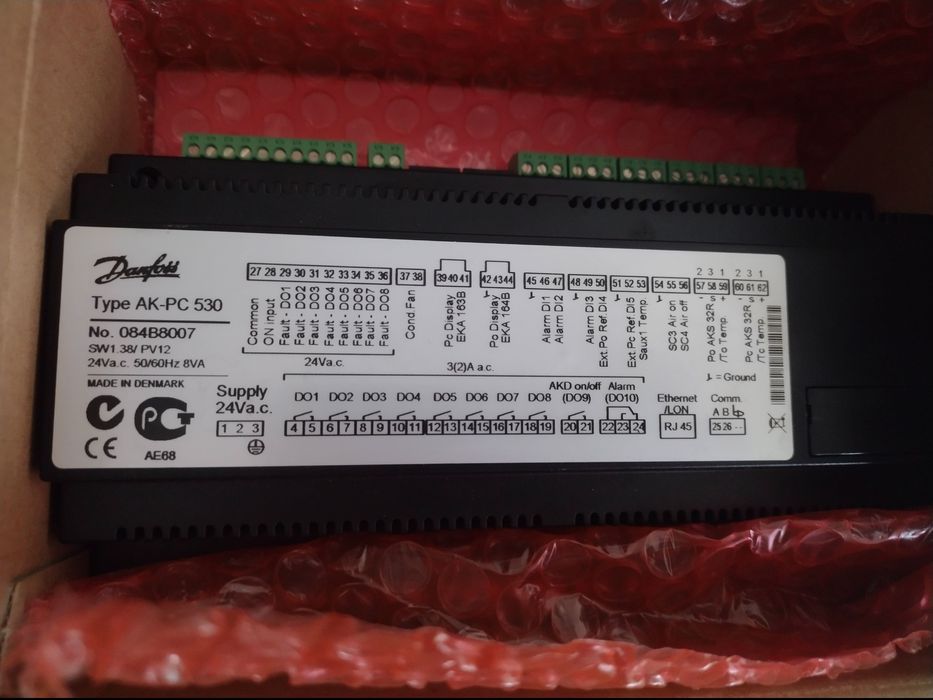 Danfoss
Type AK-PC 530
No. 084B8007
SW1.38/ PV12
24Va.c. 50/60Hz 8VA
MADE IN DENMARK
CE
AE68
27 28 29 30 31 32 33 34 35 36
Common
ON Input
Fault - DO1
Fault - DO2
Fault - DO3
Fault - DO4
Fault - DO5
Fault - DO6
Fault - DO7
Fault - DO8
24Va.c.
37 38
Cond.Fan
39 40 41
Pc Display
EKA 163B
42 43 44
Pc Display
EKA 164B
45 46 47
Alarm DI1
Alarm DI2
48 49 50
Alarm DI3
Ext.Po Ref.DI4
51 52 53
Ext.Pc Ref.DI5
Saux1 Temp.
54 55 56
SC3 Air on
SC4 Air off
2 3 1
57 58 59
- S +
Po AKS 32R
/To Temp.
2 3 1
60 61 62
- S +
Pc AKS 32R
/Tc Temp.
= Ground
3(2)A a.c.
Supply
24Va.c.
1 2 3
DO1 DO2 DO3 DO4 DO5 DO6 DO7 DO8
4 5 6 7 8 9 10 11 12 13 14 15 16 17 18 19
AKD on/off
(DO9)
20 21
Alarm
(DO10)
22 23 24
Ethernet
/LON
RJ 45
Comm.
A B
25 26 - -